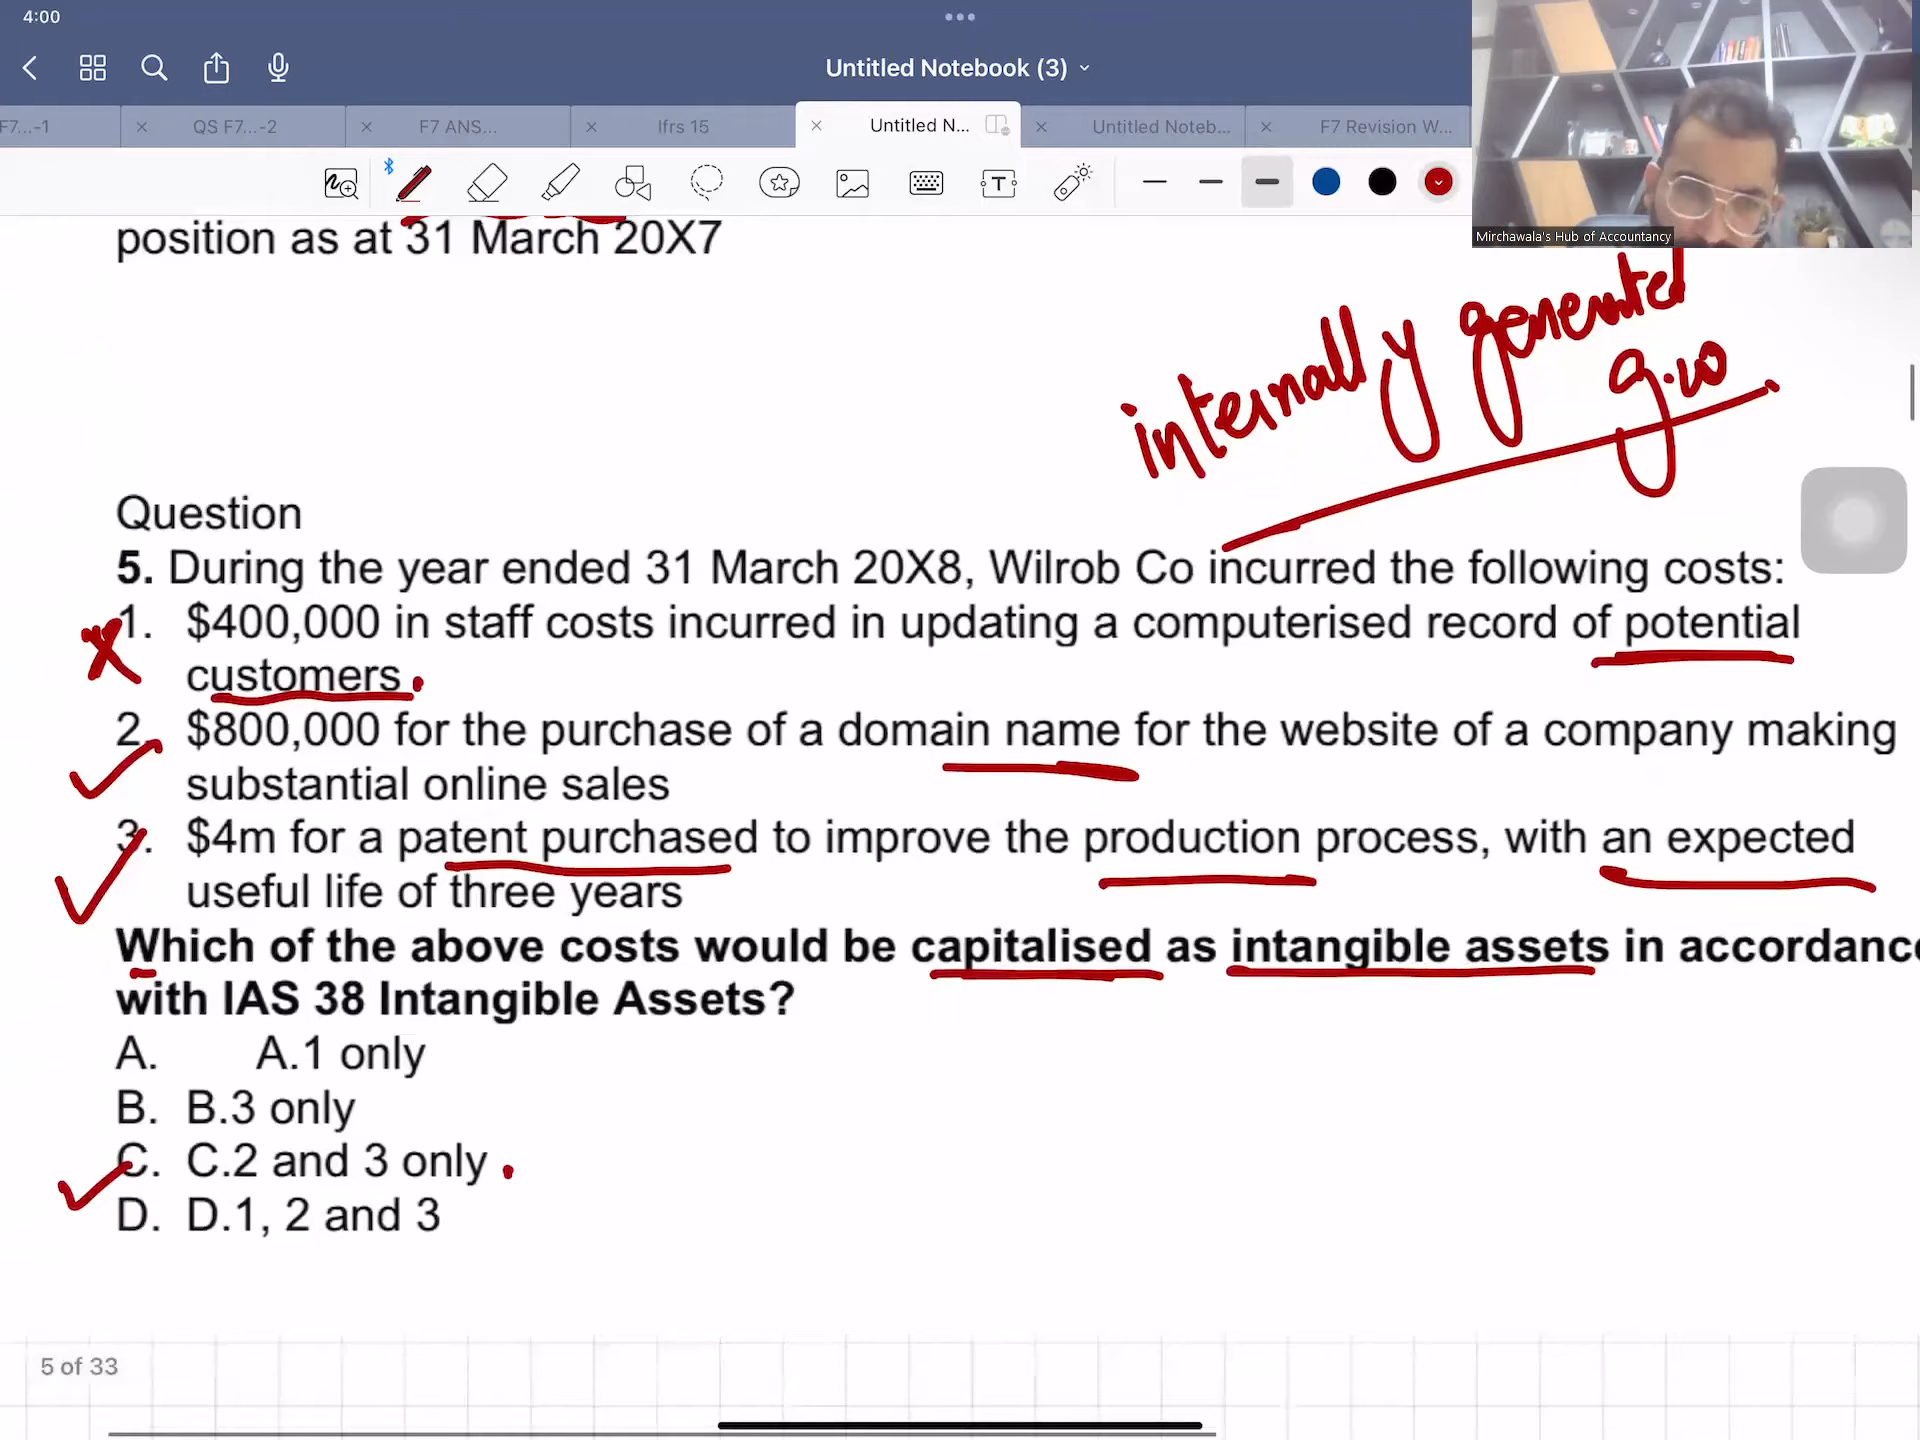 4:00
Untitled Notebook (3)
F7...-1
QS F7...-2
F7 ANS...
Ifrs 15
Untitled N...
Untitled Noteb...
F7 Revision W...
T
Mirchawala's Hub of Accountancy
position as at 31 March 20X7
internally generated
g.w
Question
5. During the year ended 31 March 20X8, Wilrob Co incurred the following costs:
1. $400,000 in staff costs incurred in updating a computerised record of potential
customers.
2. $800,000 for the purchase of a domain name for the website of a company making
substantial online sales
3. $4m for a patent purchased to improve the production process, with an expected
useful life of three years
Which of the above costs would be capitalised as intangible assets in accordance
with IAS 38 Intangible Assets?
A. A.1 only
B. B.3 only
C. C.2 and 3 only
D. D.1, 2 and 3
5 of 33